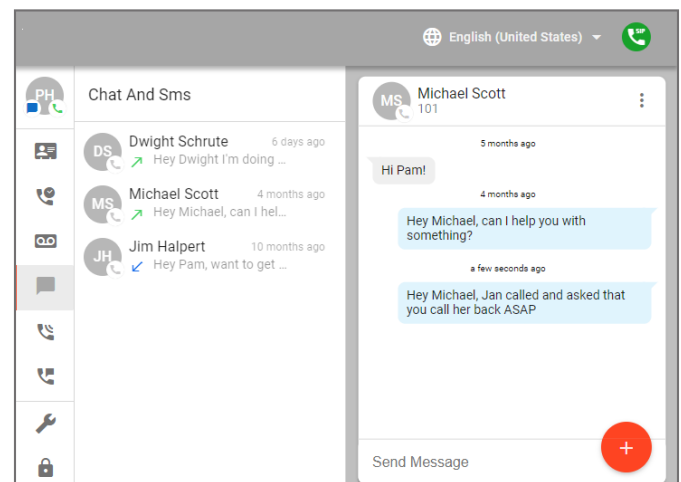 English (United States)
SIP
PH
Chat And Sms
DS
Dwight Schrute 6 days ago
Hey Dwight I'm doing ...
MS
Michael Scott 4 months ago
Hey Michael, can I hel...
JH
Jim Halpert 10 months ago
Hey Pam, want to get ...
MS
Michael Scott
101
5 months ago
Hi Pam!
4 months ago
Hey Michael, can I help you with
something?
a few seconds ago
Hey Michael, Jan called and asked that
you call her back ASAP
Send Message
+